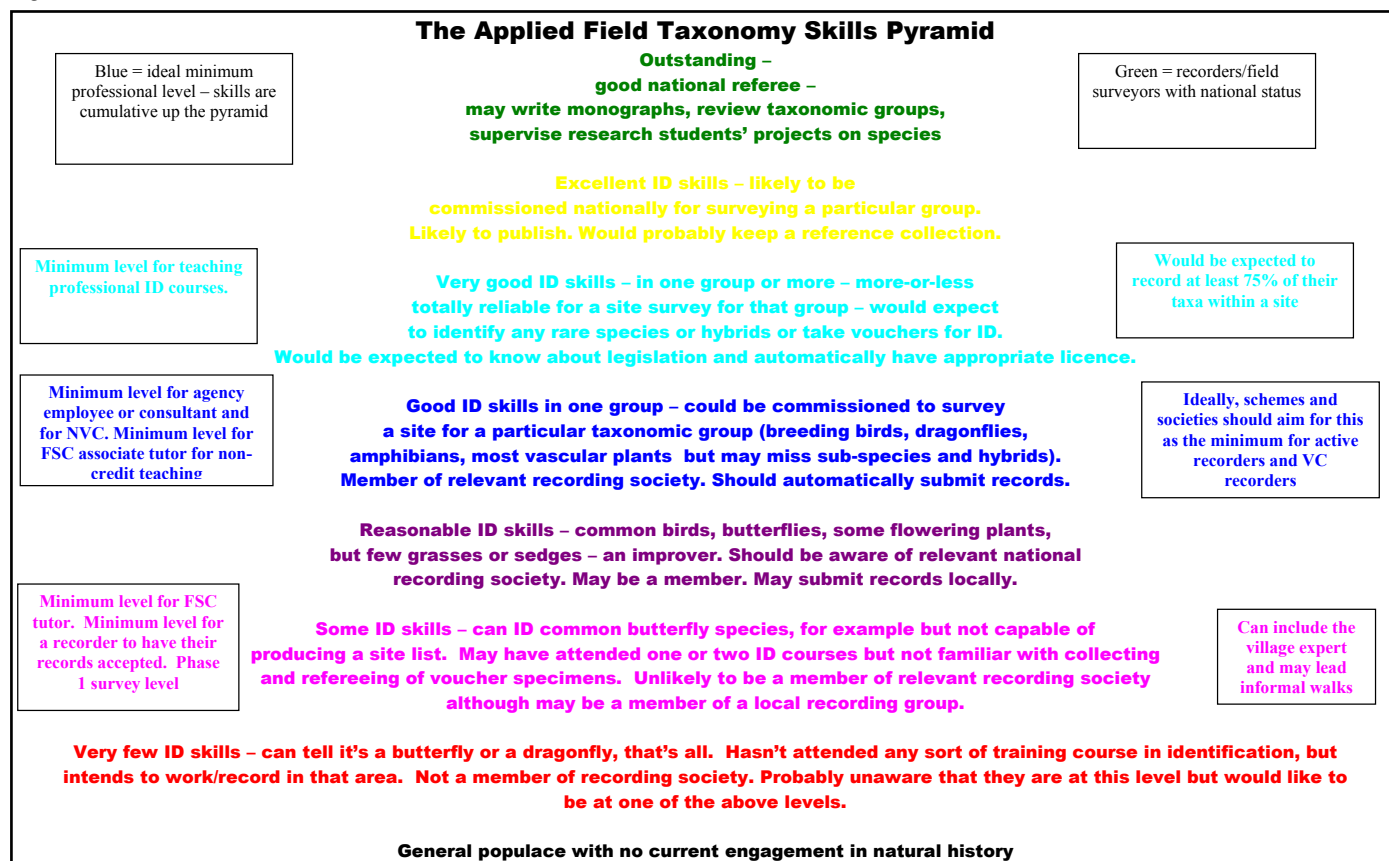 The Applied Field Taxonomy Skills Pyramid
Blue = ideal minimum
professional level – skills are
cumulative up the pyramid
Outstanding –
good national referee –
may write monographs, review taxonomic groups,
supervise research students’ projects on species
Green = recorders/field
surveyors with national status
Excellent ID skills – likely to be
commissioned nationally for surveying a particular group.
Likely to publish. Would probably keep a reference collection.
Minimum level for teaching
professional ID courses.
Very good ID skills – in one group or more – more-or-less
totally reliable for a site survey for that group – would expect
to identify any rare species or hybrids or take vouchers for ID.
Would be expected to know about legislation and automatically have appropriate licence.
Would be expected to
record at least 75% of their
taxa within a site
Minimum level for agency
employee or consultant and
for NVC. Minimum level for
FSC associate tutor for non-
credit teaching
Good ID skills in one group – could be commissioned to survey
a site for a particular taxonomic group (breeding birds, dragonflies,
amphibians, most vascular plants but may miss sub-species and hybrids).
Member of relevant recording society. Should automatically submit records.
Ideally, schemes and
societies should aim for this
as the minimum for active
recorders and VC
recorders
Reasonable ID skills – common birds, butterflies, some flowering plants,
but few grasses or sedges – an improver. Should be aware of relevant national
recording society. May be a member. May submit records locally.
Minimum level for FSC
tutor. Minimum level for
a recorder to have their
records accepted. Phase
1 survey level
Some ID skills – can ID common butterfly species, for example but not capable of
producing a site list. May have attended one or two ID courses but not familiar with collecting
and refereeing of voucher specimens. Unlikely to be a member of relevant recording society
although may be a member of a local recording group.
Can include the
village expert
and may lead
informal walks
Very few ID skills – can tell it’s a butterfly or a dragonfly, that’s all. Hasn’t attended any sort of training course in identification, but
intends to work/record in that area. Not a member of recording society. Probably unaware that they are at this level but would like to
be at one of the above levels.
General populace with no current engagement in natural history